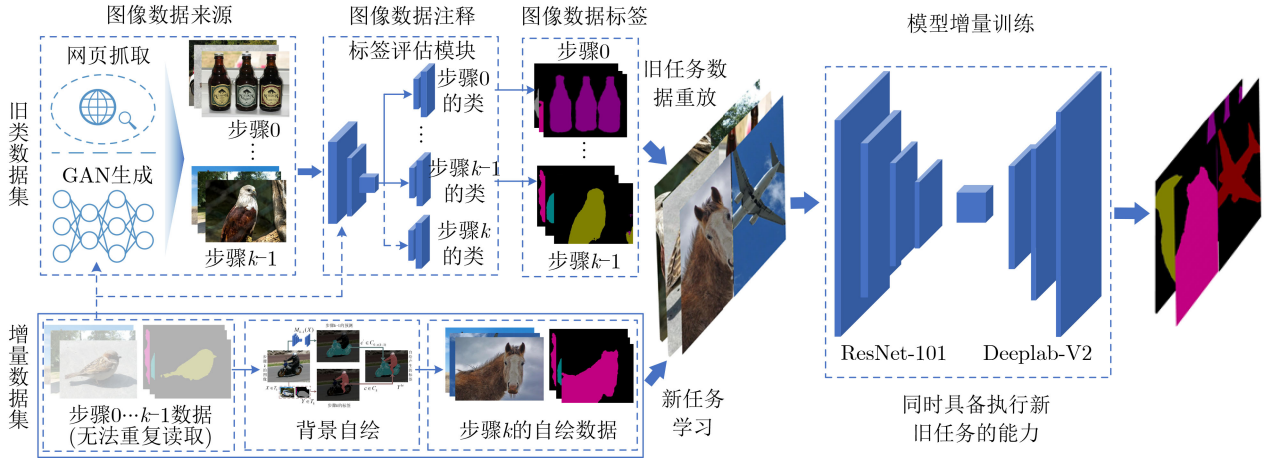 图像数据来源
图像数据注释
图像数据标签
模型增量训练
旧类数据集
网页抓取
GAN生成
步骤0
⋮
步骤k–1
标签评估模块
步骤0
的类
⋮
步骤k–1
的类
步骤k
的类
步骤0
⋮
步骤k–1
旧任务数
据重放
ResNet-101
Deeplab-V2
增量数据集
步骤0⋯k–1数据
(无法重复读取)
背景自绘
步骤k的自绘数据
新任务
学习
同时具备执行新
旧任务的能力